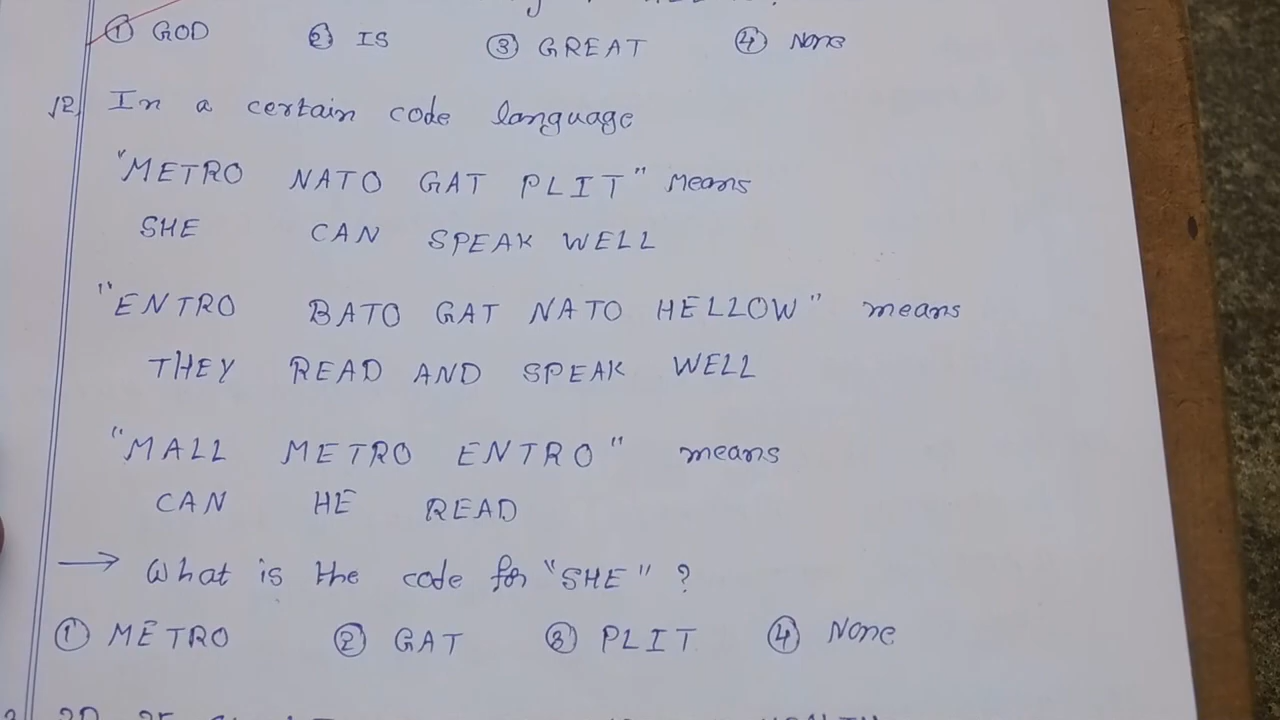 ① GOD ② IS ③ GREAT ④ None
12, In a certain code language
"METRO NATO GAT PLIT" means
SHE CAN SPEAK WELL
"ENTRO BATO GAT NATO HELLOW" means
THEY READ AND SPEAK WELL
"MALL METRO ENTRO" means
CAN HE READ
→ What is the code for "SHE" ?
① METRO ② GAT ③ PLIT ④ None